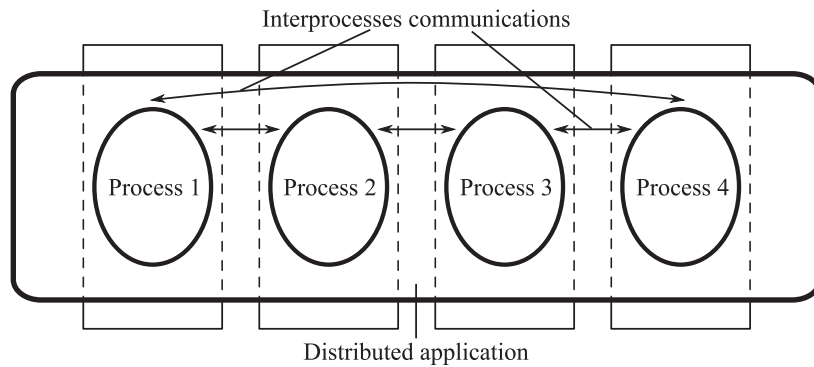 Interprocesses communications
Process 1
Process 2
Process 3
Process 4
Distributed application